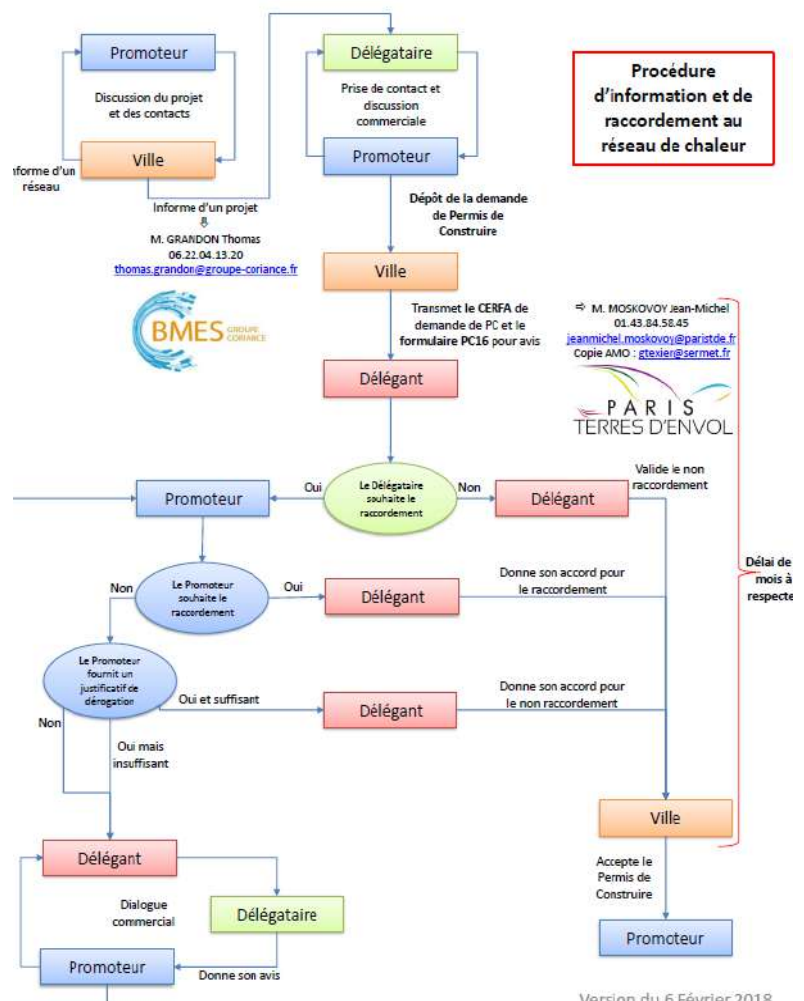 Promoteur
Discussion du projet
et des contacts
Ville
nforme d'un
réseau
Informe d'un projet
⇩
M. GRANDON Thomas
06.22.04.13.20
thomas.grandon@groupe-coriance.fr
BMES GROUPE
CORIANCE
Délégataire
Prise de contact et
discussion
commerciale
Promoteur
Dépôt de la demande
de Permis de
Construire
Ville
Transmet le CERFA de
demande de PC et le
formulaire PC16 pour avis
Délégant
Procédure
d'information et de
raccordement au
réseau de chaleur
⇨ M. MOSKOVOY Jean-Michel
01.43.84.58.45
jeanmichel.moskovoy@paristde.fr
Copie AMO : gtexier@sermet.fr
PARIS
TERRES D'ENVOL
Promoteur
Oui
Le Délégataire
souhaite le
raccordement
Non
Délégant
Valide le non
raccordement
Délai de
mois à
respecte
Non
Le Promoteur
souhaite le
raccordement
Oui
Délégant
Donne son accord pour
le raccordement
Le Promoteur
fournit un
justificatif de
dérogation
Oui et suffisant
Délégant
Donne son accord pour
le non raccordement
Non
Oui mais
insuffisant
Ville
Accepte le
Permis de
Construire
Promoteur
Délégant
Dialogue
commercial
Délégataire
Promoteur
Donne son avis
Version du 6 Février 2018